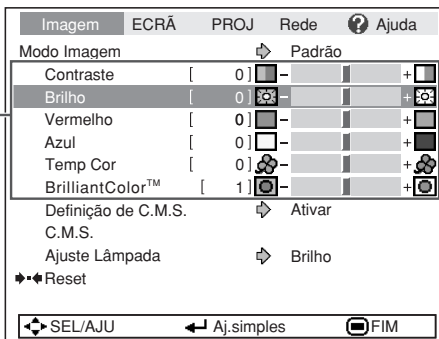 Imagem ECRÃ PROJ Rede ? Ajuda
Modo Imagem Padrão
Contraste [ 0 ] - +
Brilho [ 0 ] - +
Vermelho [ 0 ] - +
Azul [ 0 ] - +
Temp Cor [ 0 ] - +
BrilliantColor™ [ 1 ] - +
Definição de C.M.S. Ativar
C.M.S.
Ajuste Lâmpada Brilho
Reset
SEL/AJU Aj.simples FIM